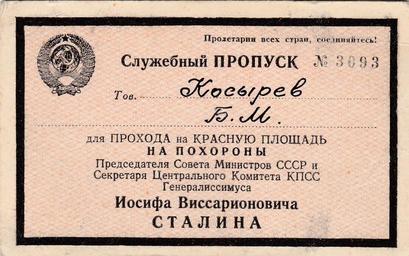 Пролетарии всех стран, соединяйтесь!
Служебный ПРОПУСК № 3093
Тов. Косырев
Б.М.
для ПРОХОДА на КРАСНУЮ ПЛОЩАДЬ
НА ПОХОРОНЫ
Председателя Совета Министров СССР и
Секретаря Центрального Комитета КПСС
Генералиссимуса
Иосифа Виссарионовича
СТАЛИНА